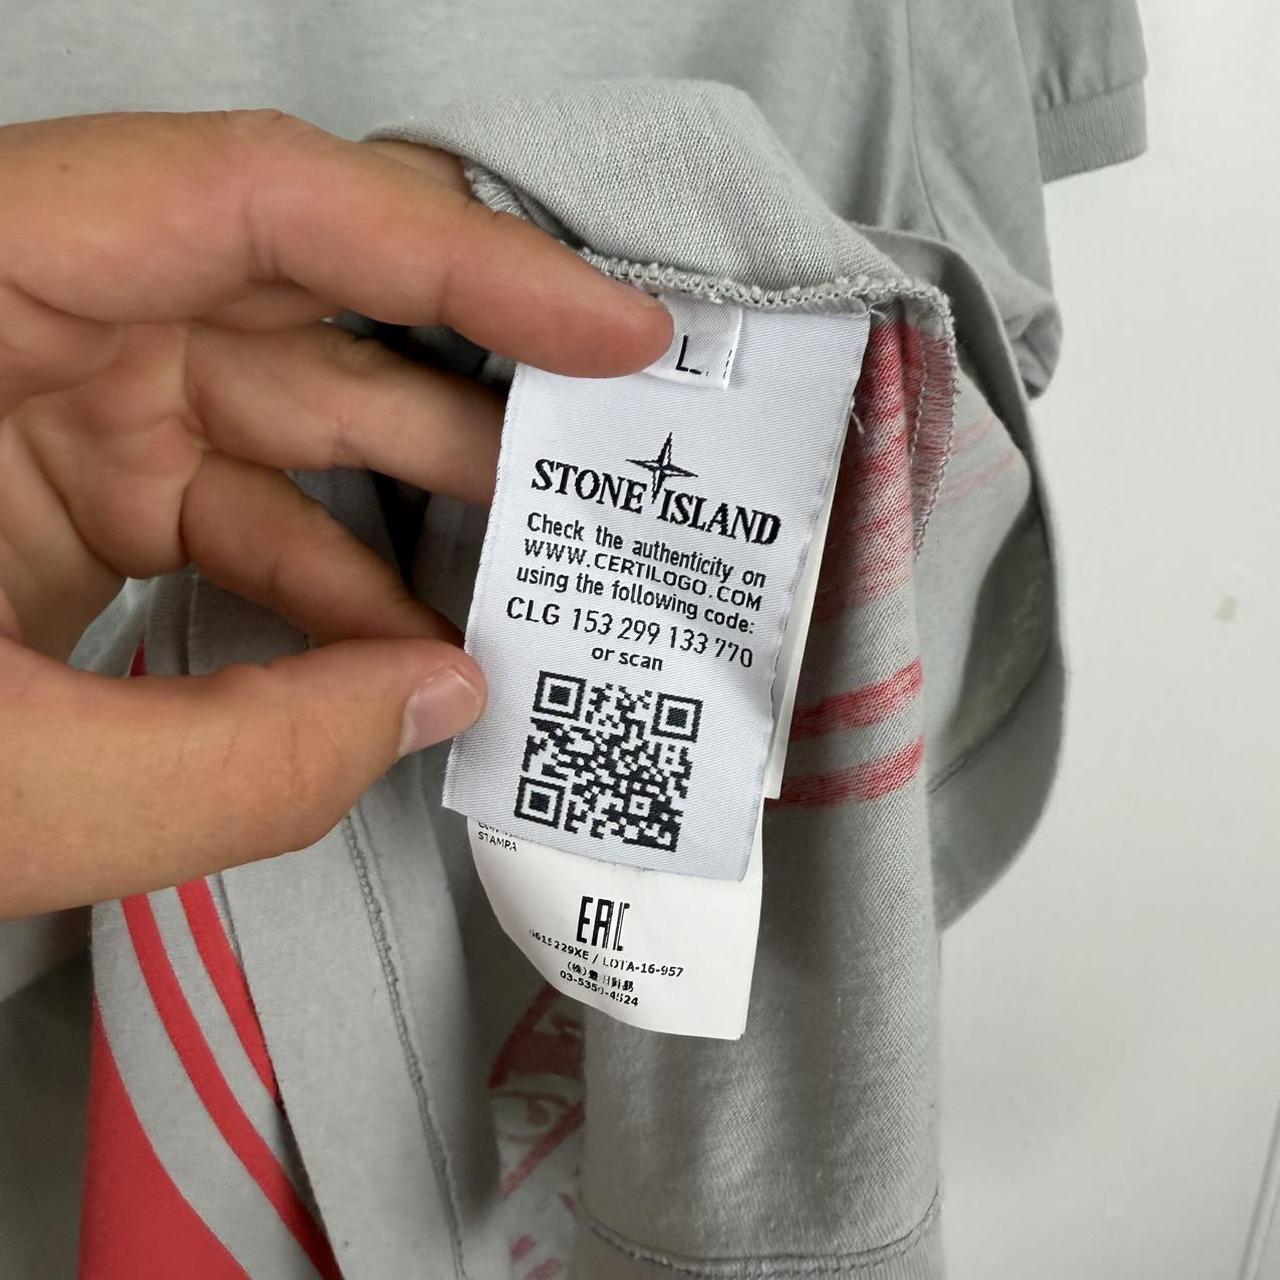 L
STONE ISLAND
Check the authenticity on
WWW.CERTILOGO.COM
using the following code:
CLG 153 299 133 770
or scan
STAMPA
EAC
/ LOTA-16-957
(株)